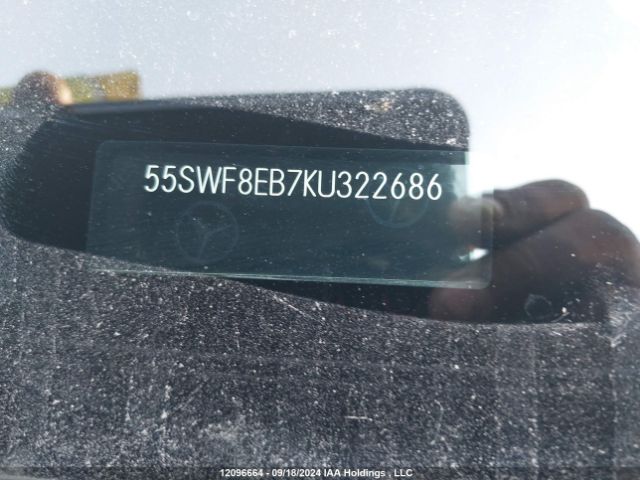 55SWF8EB7KU322686
12096664 - 09/18/2024 IAA Holdings , LLC